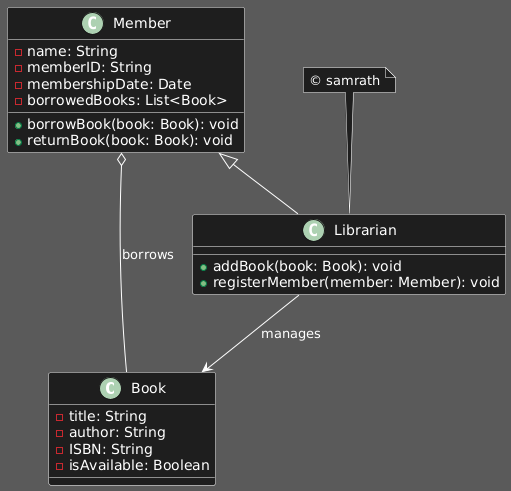 C Member
name: String
memberID: String
membershipDate: Date
borrowedBooks: List<Book>
borrowBook(book: Book): void
returnBook(book: Book): void
© samrath
C Librarian
addBook(book: Book): void
registerMember(member: Member): void
borrows
manages
C Book
title: String
author: String
ISBN: String
isAvailable: Boolean